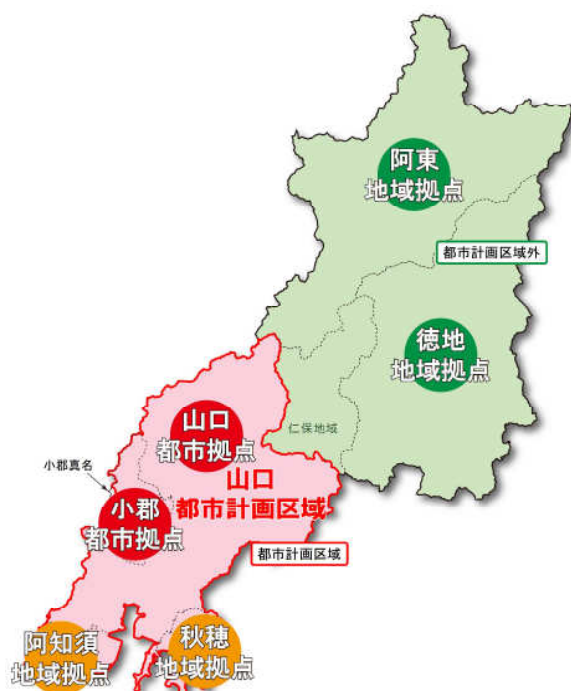 阿東
地域拠点
都市計画区域外
徳地
地域拠点
仁保地域
山口
都市拠点
小郡真名
山口
都市計画区域
小郡
都市拠点
都市計画区域
阿知須
地域拠点
秋穂
地域拠点